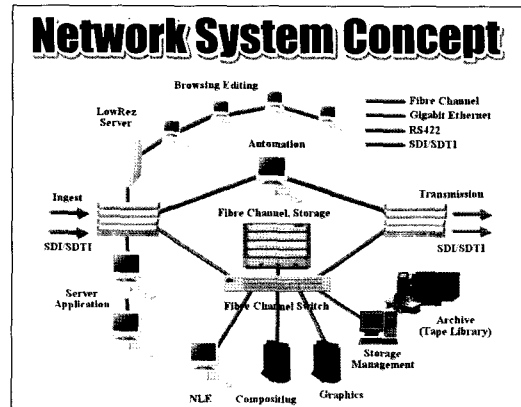 Network System Concept
Browsing Editing
LowRez
Server
Fibre Channel
Gigabit Ethernet
RS422
SDI/SDTI
Automation
Ingest
Transmission
Fibre Channel, Storage
SDI/SDTI
SDI/SDTI
Server
Application
Fibre Channel Switch
Archive
(Tape Library)
Storage
Management
NLE
Compositing
Graphics